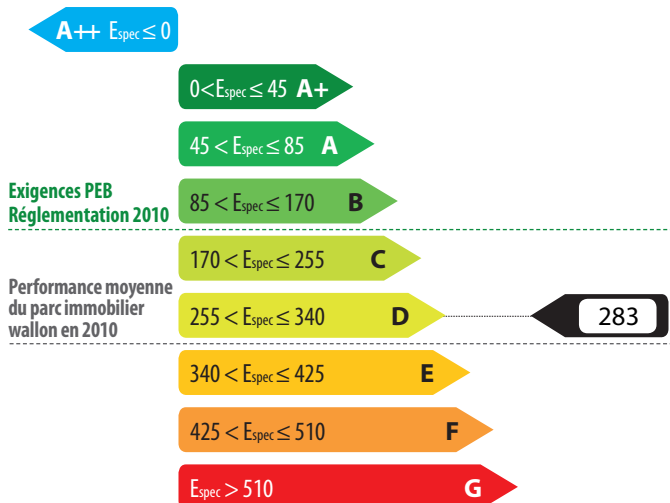 A++ Espec ≤ 0
0<Espec ≤ 45 A+
45 < Espec ≤ 85 A
Exigences PEB
Réglementation 2010
85 < Espec ≤ 170 B
170 < Espec ≤ 255 C
Performance moyenne
du parc immobilier
wallon en 2010
255 < Espec ≤ 340 D
283
340 < Espec ≤ 425 E
425 < Espec ≤ 510 F
Espec > 510 G